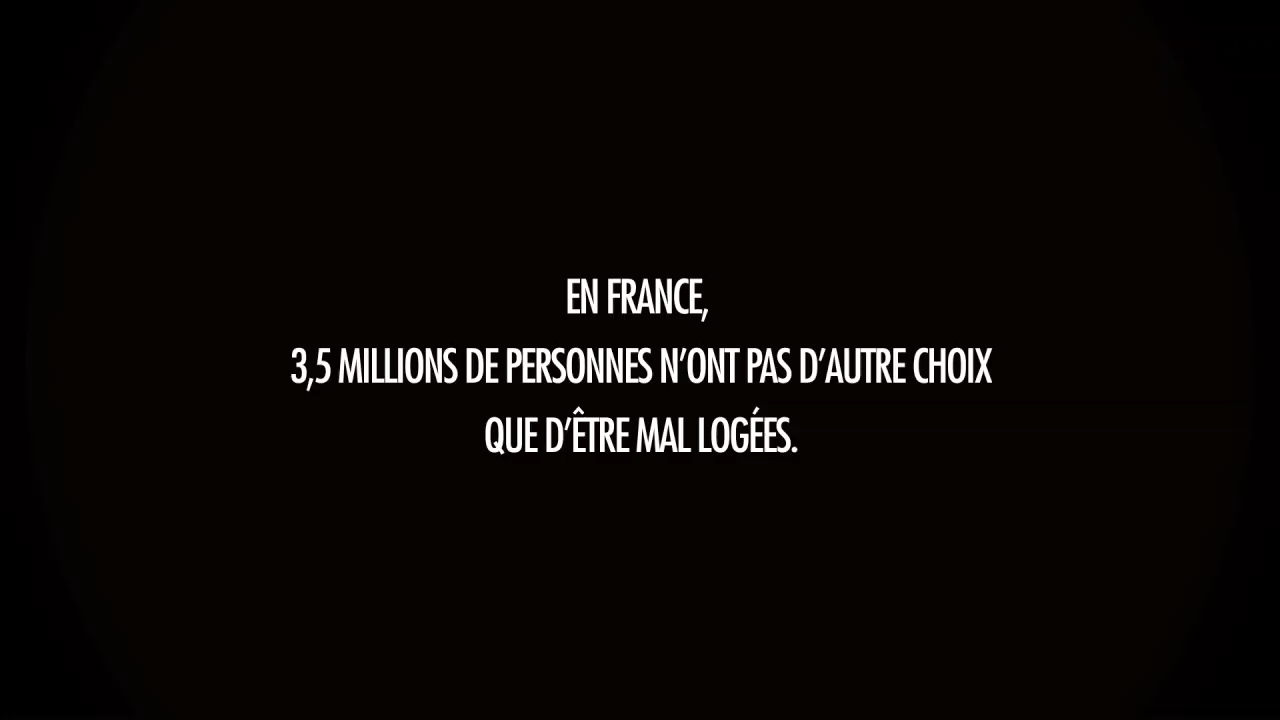 EN FRANCE,
3,5 MILLIONS DE PERSONNES N’ONT PAS D’AUTRE CHOIX
QUE D’ÊTRE MAL LOGÉES.